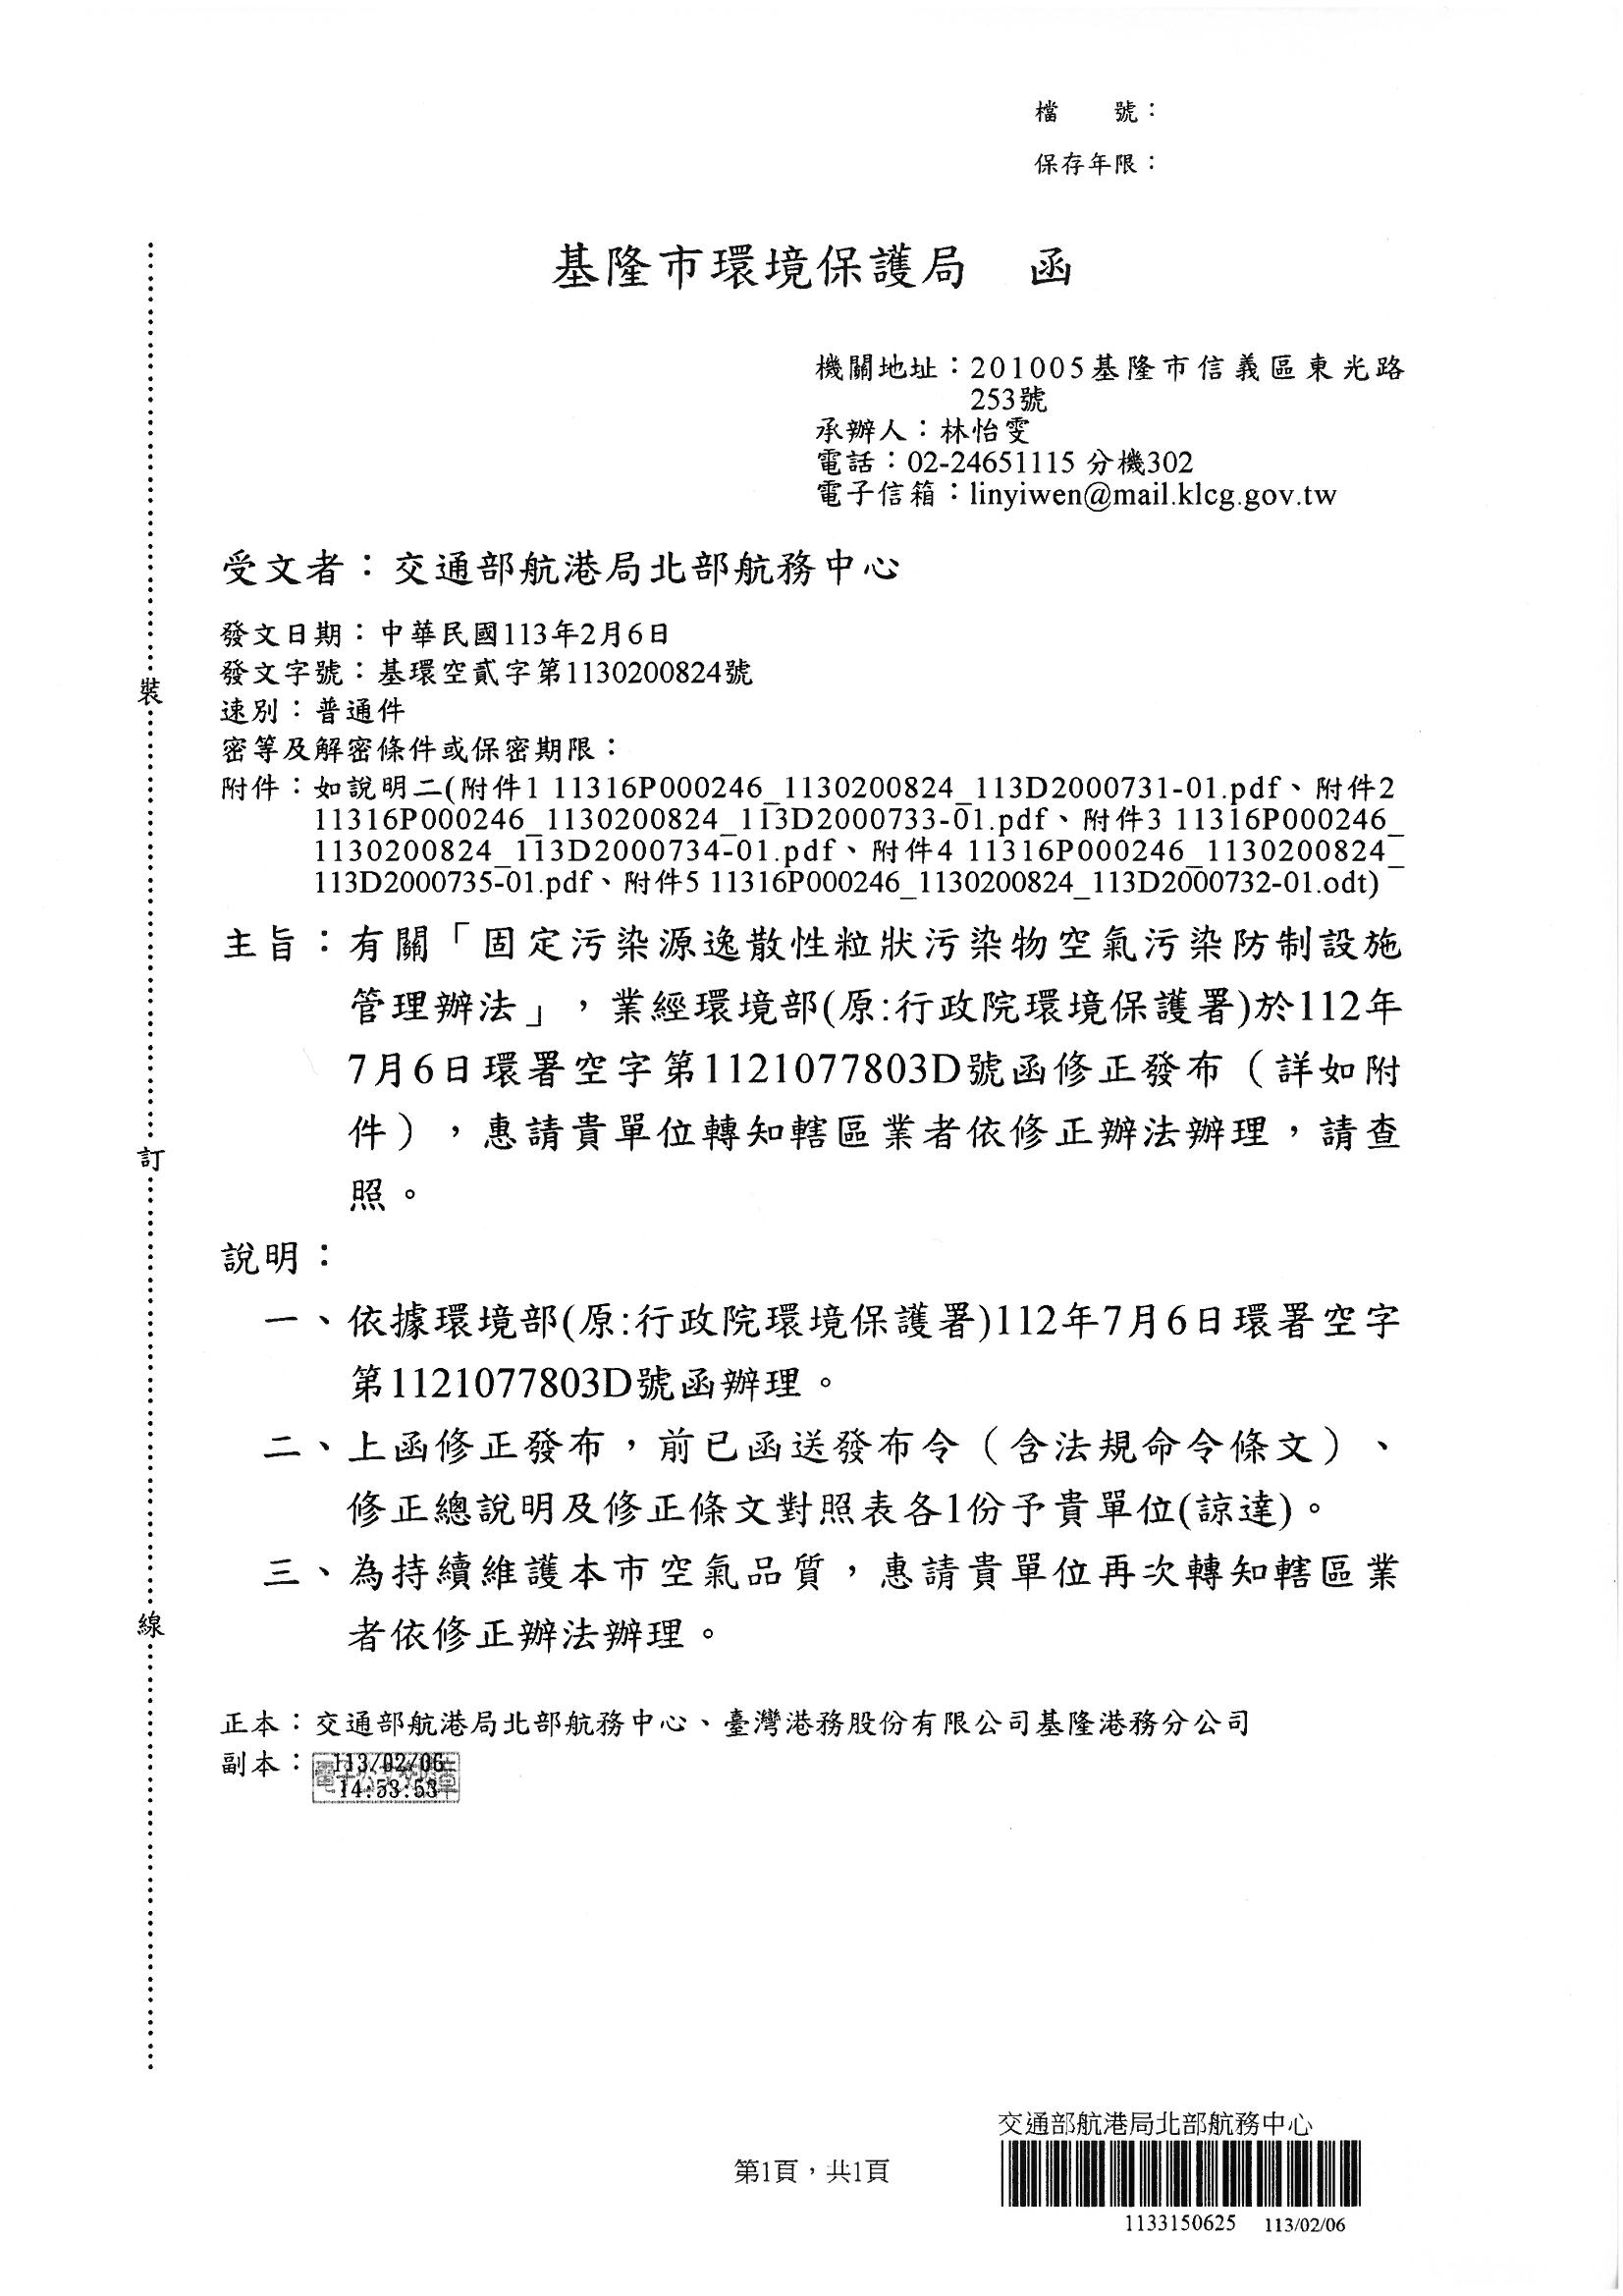 檔　　號：
保存年限：
基隆市環境保護局　函
機關地址：201005基隆市信義區東光路
253號
承辦人：林怡雯
電話：02-24651115 分機302
電子信箱：linyiwen@mail.klcg.gov.tw
受文者：交通部航港局北部航務中心
發文日期：中華民國113年2月6日
發文字號：基環空貳字第1130200824號
速別：普通件
密等及解密條件或保密期限：
附件：如說明二(附件1 11316P000246_1130200824_113D2000731-01.pdf、附件2
11316P000246_1130200824_113D2000733-01.pdf、附件3 11316P000246_
1130200824_113D2000734-01.pdf、附件4 11316P000246_1130200824_
113D2000735-01.pdf、附件5 11316P000246_1130200824_113D2000732-01.odt)
主旨：有關「固定污染源逸散性粒狀污染物空氣污染防制設施
管理辦法」，業經環境部(原:行政院環境保護署)於112年
7月6日環署空字第1121077803D號函修正發布（詳如附
件），惠請貴單位轉知轄區業者依修正辦法辦理，請查
照。
說明：
一、依據環境部(原:行政院環境保護署)112年7月6日環署空字
第1121077803D號函辦理。
二、上函修正發布，前已函送發布令（含法規命令條文）、
修正總說明及修正條文對照表各1份予貴單位(諒達)。
三、為持續維護本市空氣品質，惠請貴單位再次轉知轄區業
者依修正辦法辦理。
正本：交通部航港局北部航務中心、臺灣港務股份有限公司基隆港務分公司
副本：
113/02/06
14:53:53
裝
訂
線
第1頁，共1頁
交通部航港局北部航務中心
1133150625 113/02/06